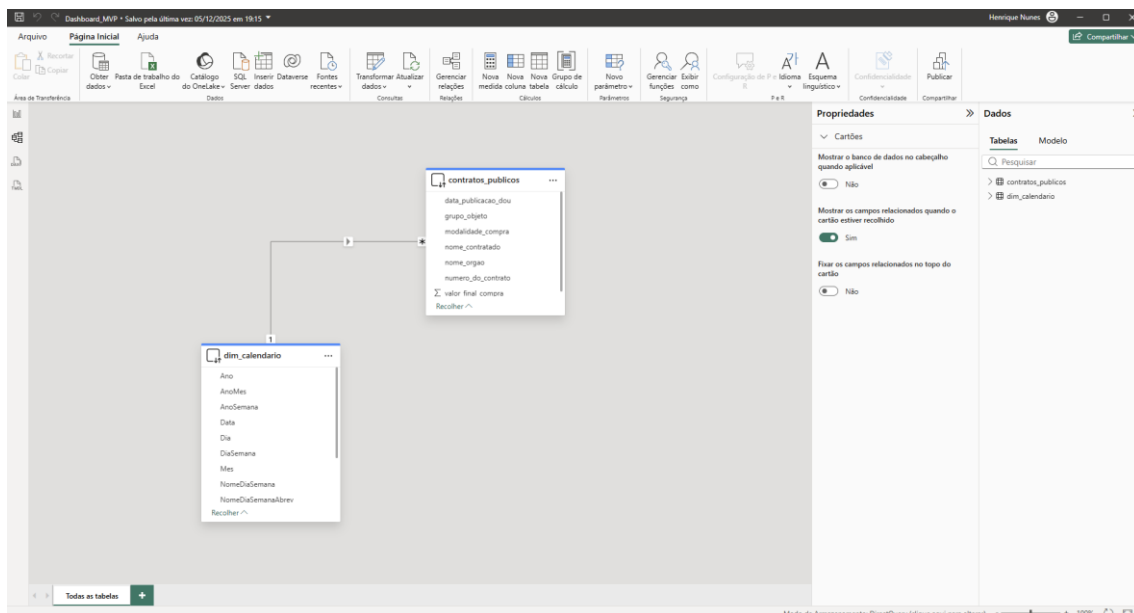 Dashboard_MVP • Salvo pela última vez: 05/12/2025 em 19:15
Henrique Nunes
Arquivo Página Inicial Ajuda
Compartilhar
Colar
Recortar
Copiar
Área de Transferência
Obter dados
Pasta de trabalho do Excel
Catálogo do OneLake
SQL Server
Inserir dados
Dataverse
Fontes recentes
Dados
Transformar dados
Atualizar
Consultas
Gerenciar relações
Relações
Nova medida
Nova coluna
Nova tabela
Grupo de cálculo
Cálculos
Novo parâmetro
Parâmetros
Gerenciar funções
Exibir como
Segurança
Configuração de P e R
Idioma
Esquema linguístico
P e R
Confidencialidade
Confidencialidade
Publicar
Compartilhar
contratos_publicos
data_publicacao_dou
grupo_objeto
modalidade_compra
nome_contratado
nome_orgao
numero_do_contrato
valor_final_compra
Recolher
*
1
dim_calendario
Ano
AnoMes
AnoSemana
Data
Dia
DiaSemana
Mes
NomeDiaSemana
NomeDiaSemanaAbrev
Recolher
Propriedades
Cartões
Mostrar o banco de dados no cabeçalho
quando aplicável
Não
Mostrar os campos relacionados quando o
cartão estiver recolhido
Sim
Fixar os campos relacionados no topo do
cartão
Não
Dados
Tabelas Modelo
Pesquisar
contratos_publicos
dim_calendario
Todas as tabelas
100%